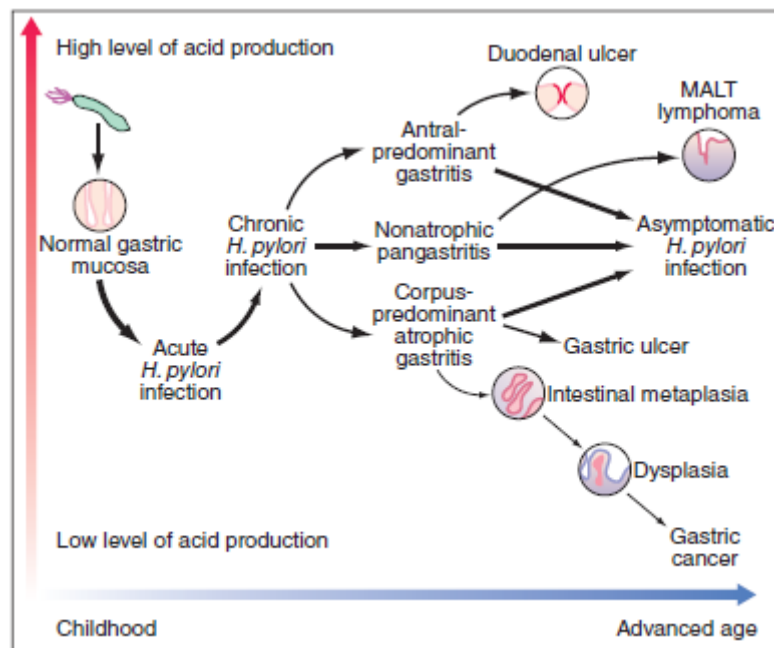 High level of acid production
Duodenal ulcer
MALT
lymphoma
Antral-
predominant
gastritis
Normal gastric
mucosa
Chronic
H. pylori
infection
Nonatrophic
pangastritis
Asymptomatic
H. pylori
infection
Corpus-
predominant
atrophic
gastritis
Acute
H. pylori
infection
Gastric ulcer
Intestinal metaplasia
Dysplasia
Gastric
cancer
Low level of acid production
Childhood
Advanced age